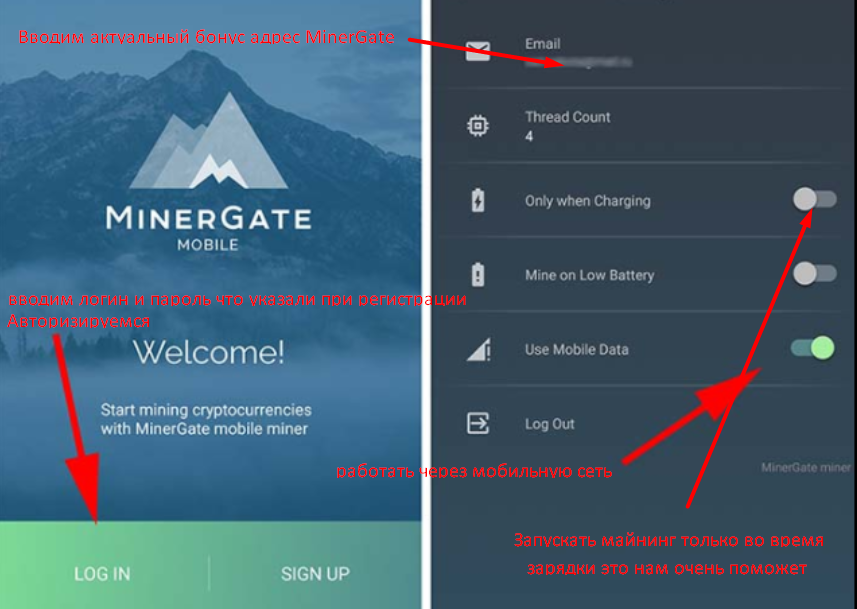 Вводим актуальный бонус адрес MinerGate
MINERGATE
MOBILE
вводим логин и пароль что указали при регистрации
Авторизируемся
Welcome!
Start mining cryptocurrencies
with MinerGate mobile miner
LOG IN
SIGN UP
Email
Thread Count
4
Only when Charging
Mine on Low Battery
Use Mobile Data
Log Out
работать через мобильную сеть
MinerGate miner
Запускать майнинг только во время
зарядки это нам очень поможет